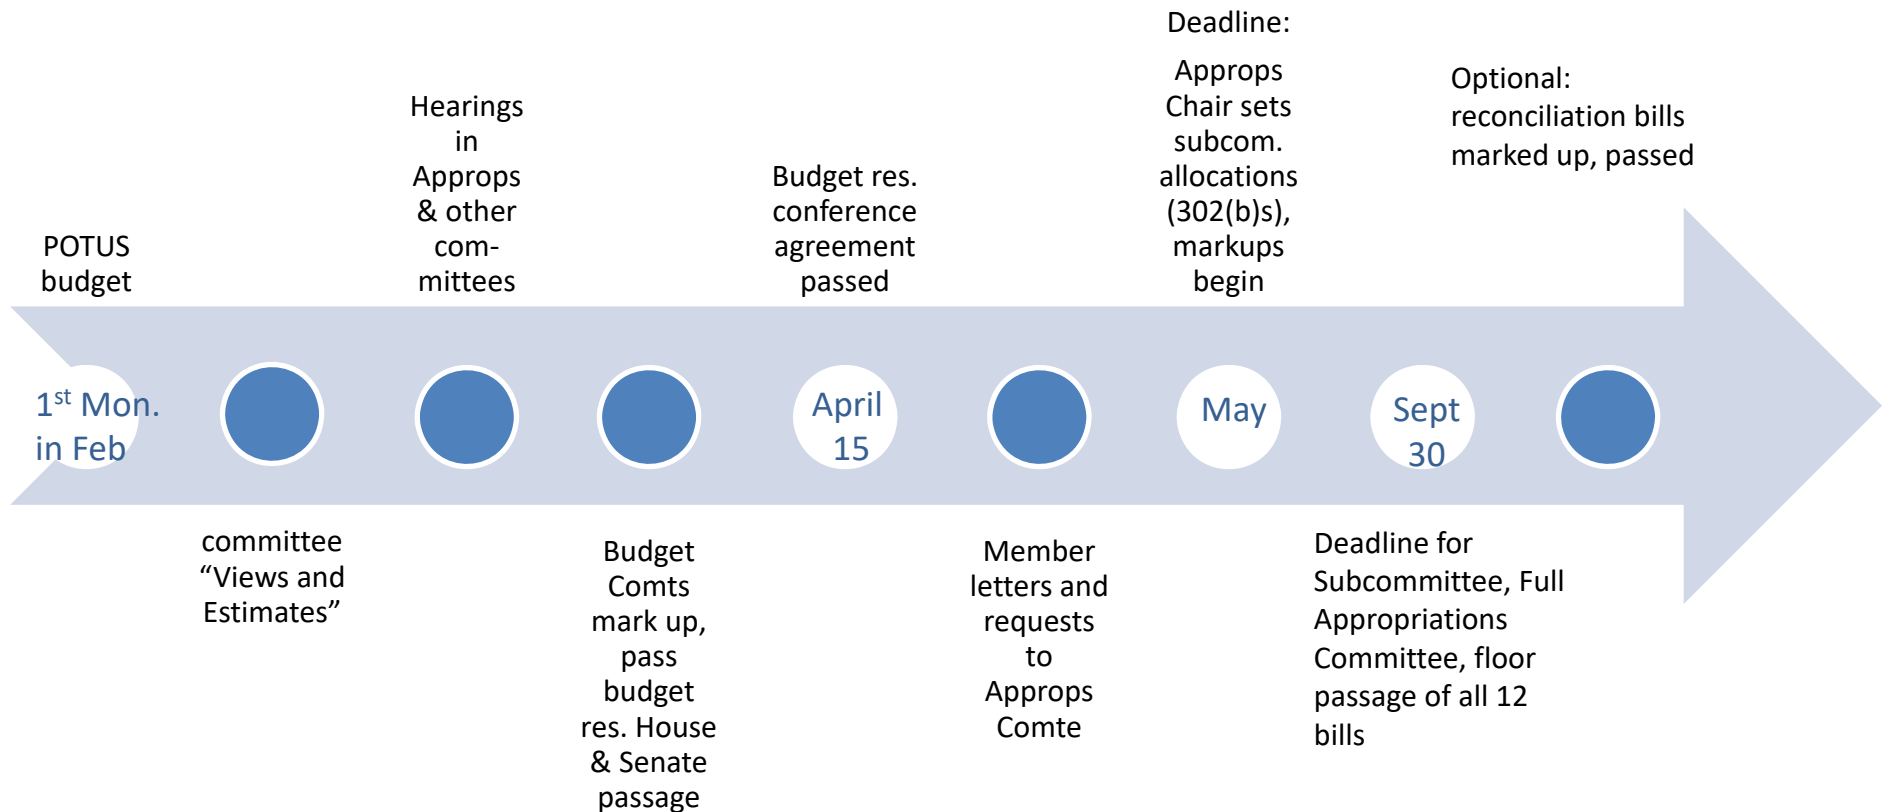 POTUS
budget
Hearings
in
Approps
& other
com-
mittees
Budget res.
conference
agreement
passed
Deadline:
Approps
Chair sets
subcom.
allocations
(302(b)s),
markups
begin
Optional:
reconciliation bills
marked up, passed
1st Mon.
in Feb
April
15
May
Sept
30
committee
“Views and
Estimates”
Budget
Comts
mark up,
pass
budget
res. House
& Senate
passage
Member
letters and
requests
to
Approps
Comte
Deadline for
Subcommittee, Full
Appropriations
Committee, floor
passage of all 12
bills